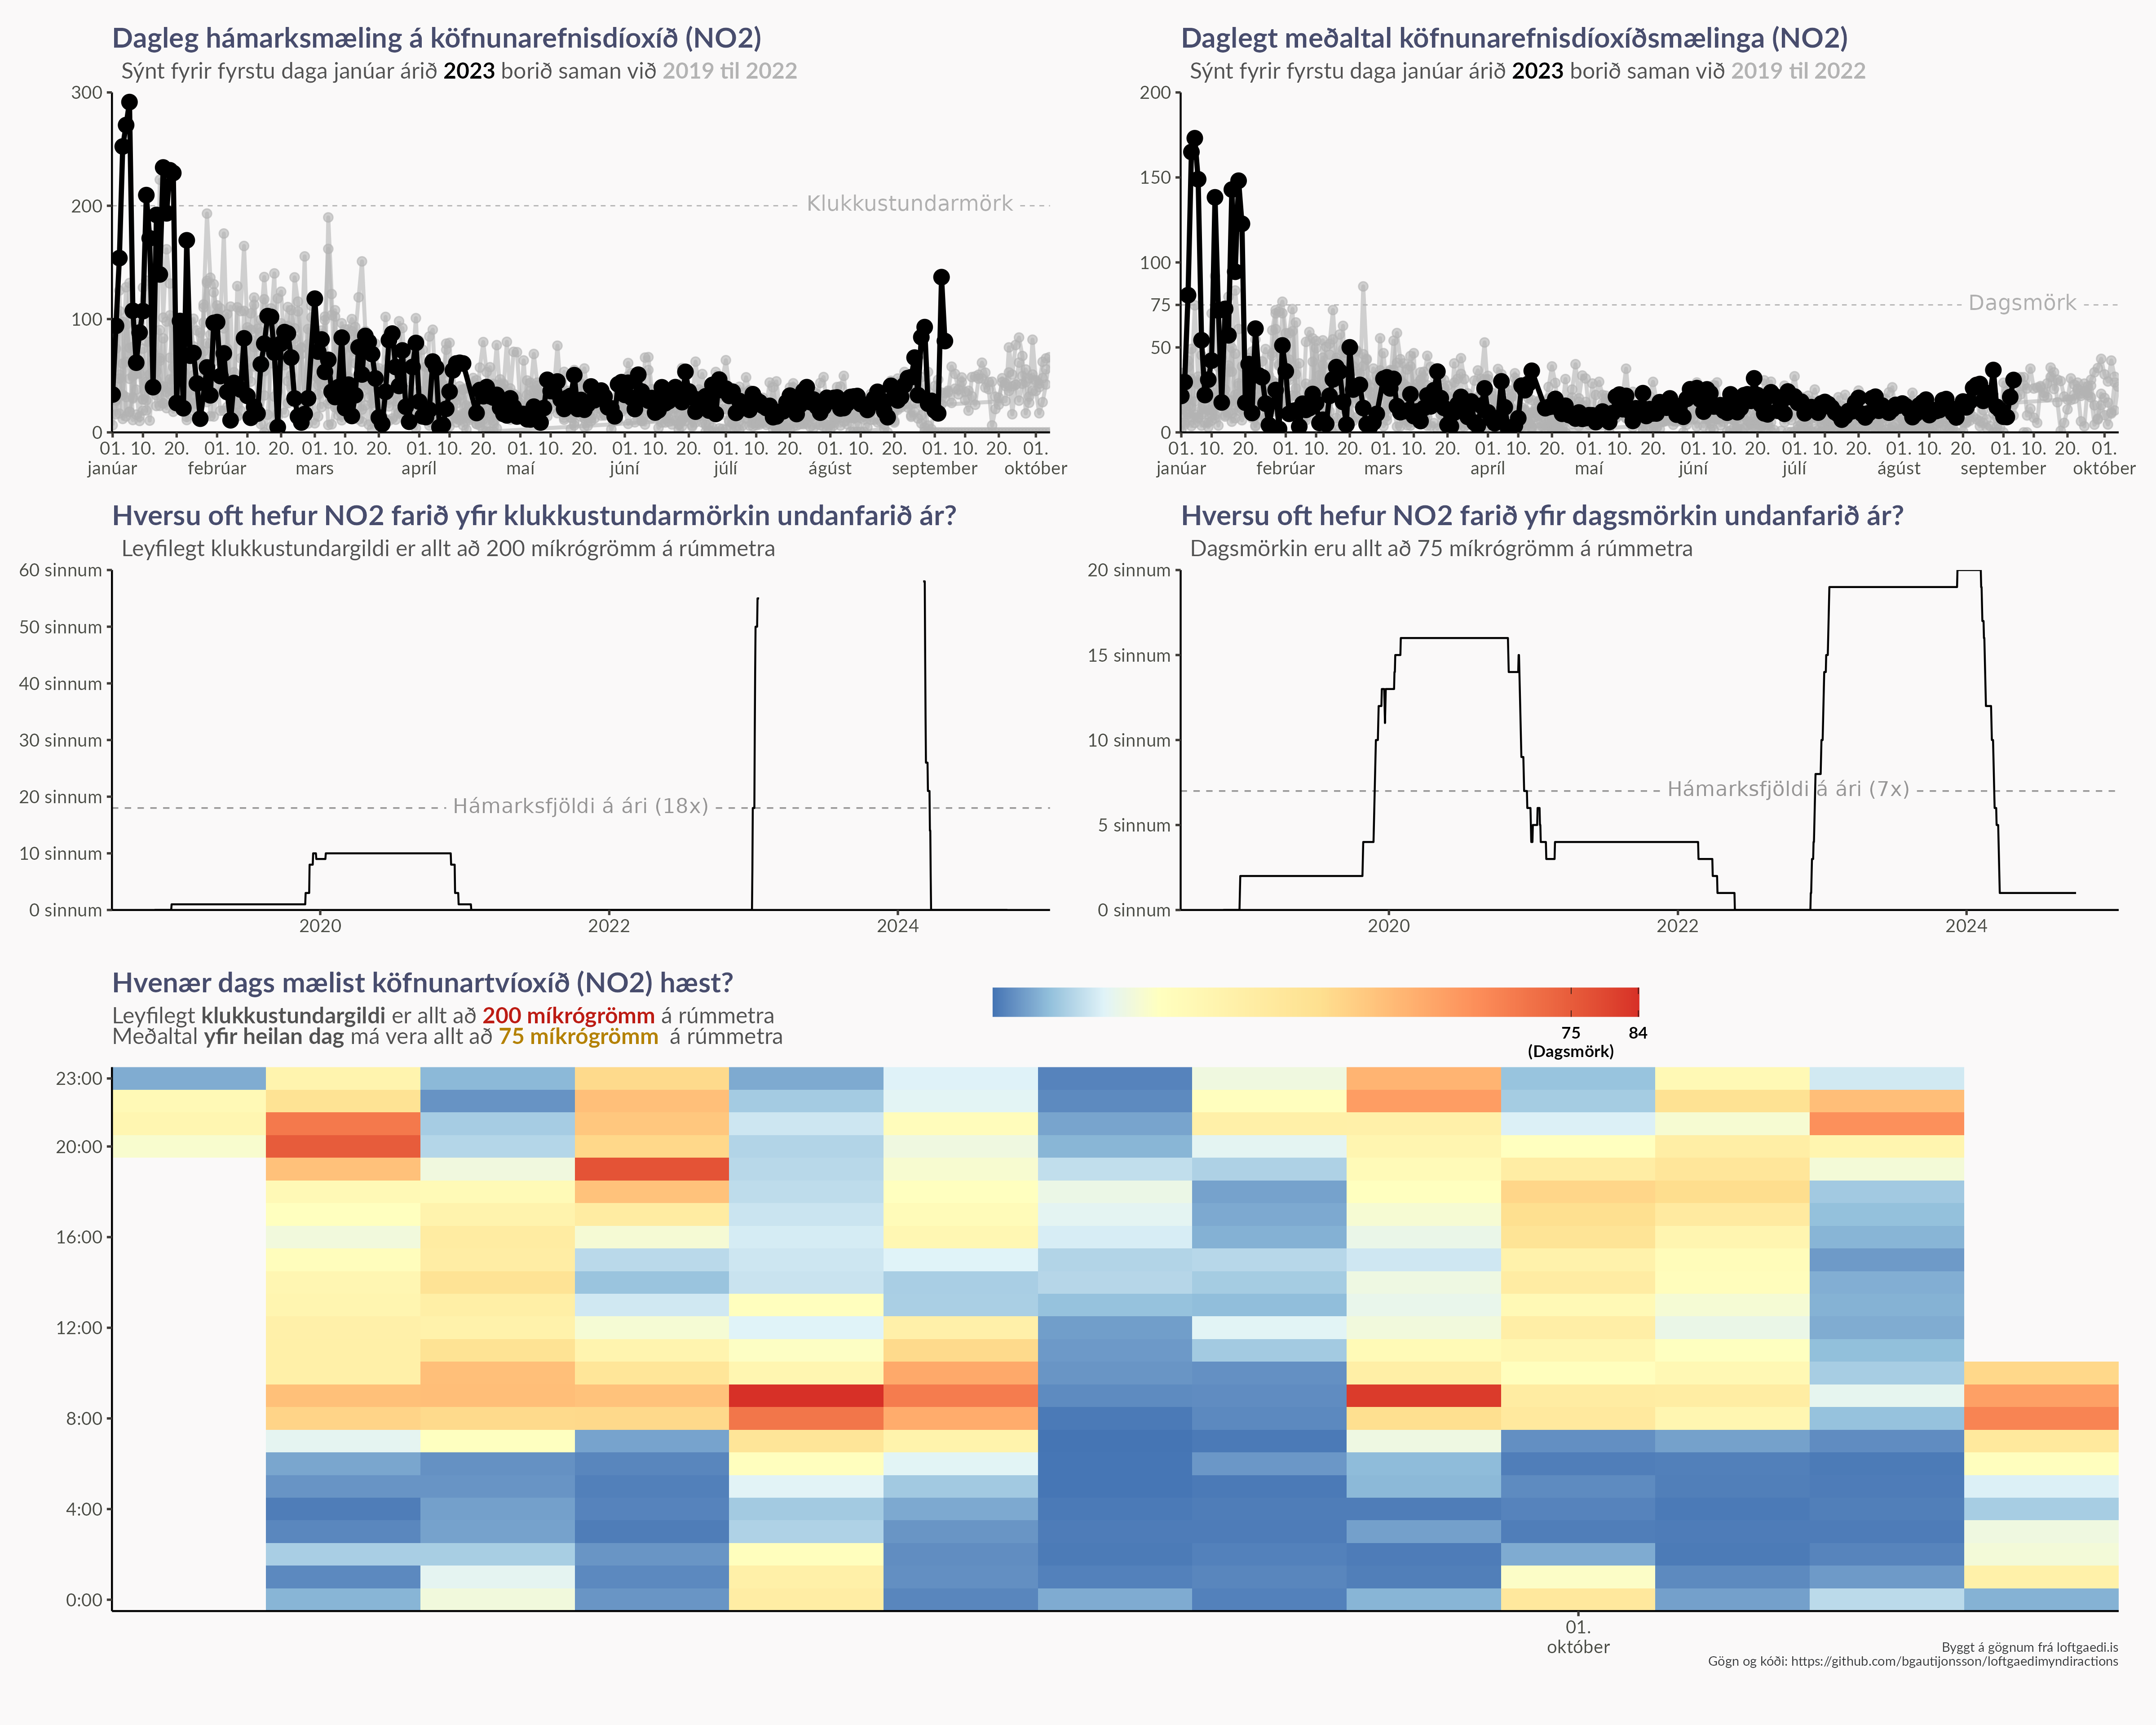 Dagleg hámarksmæling á köfnunarefnisdíoxíð (NO2)
Sýnt fyrir fyrstu daga janúar árið 2023 borið saman við 2019 til 2022
300
200
100
0
Klukkustundarmörk
01. 10. 20. 01. 10. 20. 01. 10. 20. 01. 10. 20. 01. 10. 20. 01. 10. 20. 01. 10. 20. 01. 10. 20. 01. 10. 20. 01.
janúar febrúar mars apríl maí júní júlí ágúst september október
Daglegt meðaltal köfnunarefnisdíoxíðsmælinga (NO2)
Sýnt fyrir fyrstu daga janúar árið 2023 borið saman við 2019 til 2022
200
150
100
75
50
0
Dagsmörk
01. 10. 20. 01. 10. 20. 01. 10. 20. 01. 10. 20. 01. 10. 20. 01. 10. 20. 01. 10. 20. 01. 10. 20. 01. 10. 20. 01.
janúar febrúar mars apríl maí júní júlí ágúst september október
Hversu oft hefur NO2 farið yfir klukkustundarmörkin undanfarið ár?
Leyfilegt klukkustundargildi er allt að 200 míkrógrömm á rúmmetra
60 sinnum
50 sinnum
40 sinnum
30 sinnum
20 sinnum
10 sinnum
0 sinnum
Hámarksfjöldi á ári (18x)
2020 2022 2024
Hversu oft hefur NO2 farið yfir dagsmörkin undanfarið ár?
Dagsmörkin eru allt að 75 míkrógrömm á rúmmetra
20 sinnum
15 sinnum
10 sinnum
5 sinnum
0 sinnum
Hámarksfjöldi á ári (7x)
2020 2022 2024
Hvenær dags mælist köfnunartvíoxíð (NO2) hæst?
Leyfilegt klukkustundargildi er allt að 200 míkrógrömm á rúmmetra
Meðaltal yfir heilan dag má vera allt að 75 míkrógrömm á rúmmetra
75 84
(Dagsmörk)
23:00
20:00
16:00
12:00
8:00
4:00
0:00
01.
október
Byggt á gögnum frá loftgaedi.is
Gögn og kóði: https://github.com/bgautijonsson/loftgaedimyndiractions